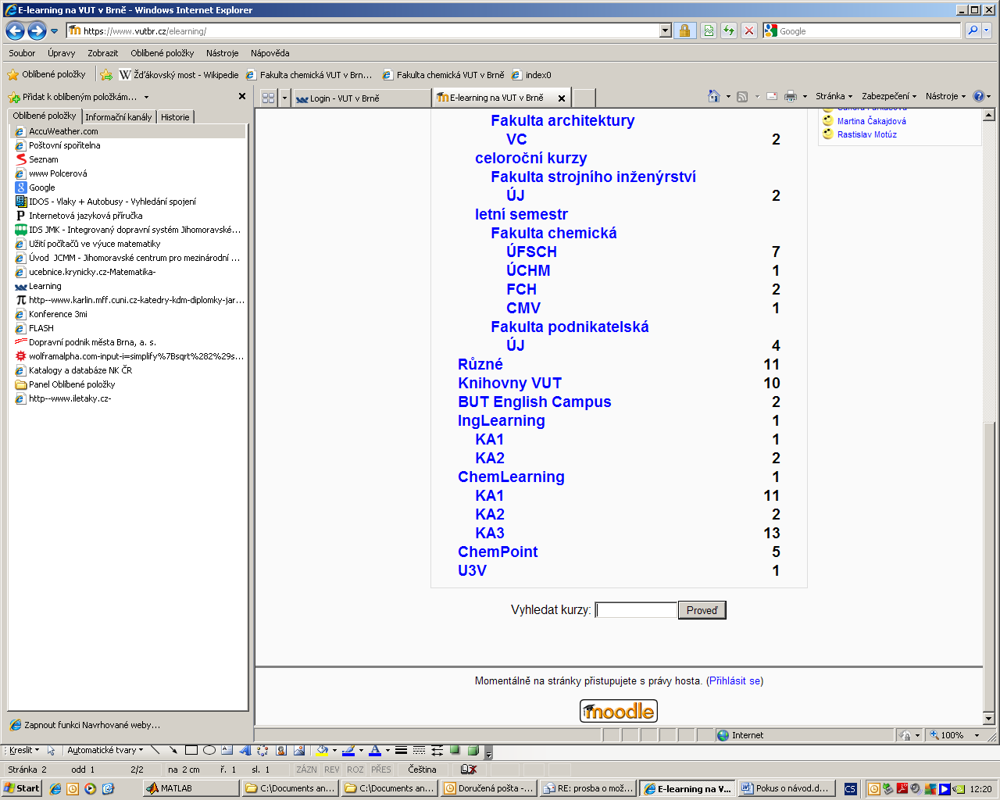 E-learning na VUT v Brně - Windows Internet Explorer
https://www.vutbr.cz/elearning/
Google
Soubor Úpravy Zobrazit Oblíbené položky Nástroje Nápověda
Oblíbené položky Žďákovský most - Wikipedie Fakulta chemická VUT v Brn... Fakulta chemická VUT v Brně index0
Přidat k oblíbeným položkám...
Login - VUT v Brně
E-learning na VUT v Brně
Stránka Zabezpečení Nástroje
Oblíbené položky Informační kanály Historie
AccuWeather.com
Poštovní spořitelna
Seznam
www Polcerová
Google
IDOS - Vlaky + Autobusy - Vyhledání spojení
Internetová jazyková příručka
IDS JMK - Integrovaný dopravní systém Jihomoravské...
Užití počítačů ve výuce matematiky
Úvod JCMM - Jihomoravské centrum pro mezinárodní ...
ucebnice.krynicky.cz-Matematika-
Learning
http--www.karlin.mff.cuni.cz-katedry-kdm-diplomky-jar...
Konference 3mi
FLASH
Dopravní podnik města Brna, a. s.
wolframalpha.com-input-i=simplify%7Bsqrt%282%29s...
Katalogy a databáze NK ČR
Panel Oblíbené položky
http--www.iletaky.cz-
Zapnout funkci Navrhované weby...
Fakulta architektury
VC 2
celoroční kurzy
Fakulta strojního inženýrství
ÚJ 2
letní semestr
Fakulta chemická
ÚFSCH 7
ÚCHM 1
FCH 2
CMV 1
Fakulta podnikatelská
ÚJ 4
Různé 11
Knihovny VUT 10
BUT English Campus 2
IngLearning 1
KA1 1
KA2 2
ChemLearning 1
KA1 11
KA2 2
KA3 13
ChemPoint 5
U3V 1
Martina Čakajdová
Rastislav Motúz
Vyhledat kurzy: Proveď
Momentálně na stránky přistupujete s právy hosta. (Přihlásit se)
moodle
Internet 100%
Kreslit Automatické tvary
Stránka 2 odd 1 2/2 na 2 cm ř. 1 sl. 1 ZÁZN REV ROZ PŘES Čeština
Start MATLAB C:\Documents an... C:\Documents an... Doručená pošta -... RE: prosba o mož... E-learning na V... Pokus o návod.d... CS 12:20